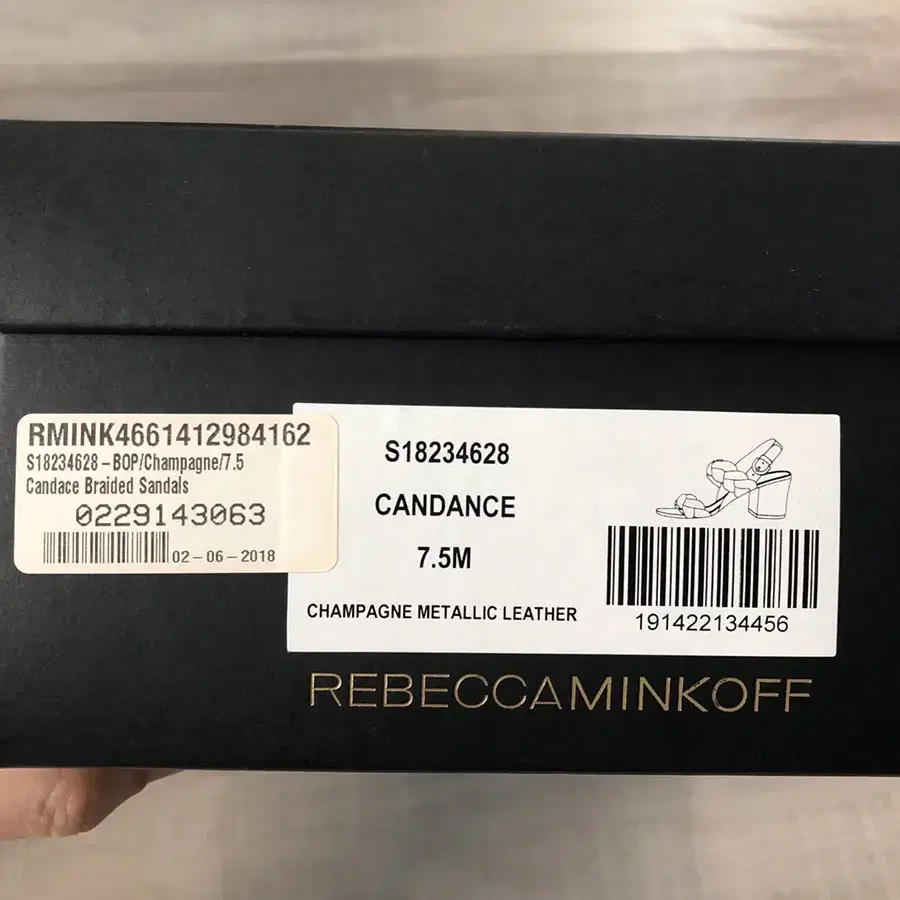 RMINK4661412984162
S18234628-BOP/Champagne/7.5
Candace Braided Sandals
0229143063
02-06-2018
S18234628
CANDANCE
7.5M
CHAMPAGNE METALLIC LEATHER
191422134456
REBECCAMINKOFF